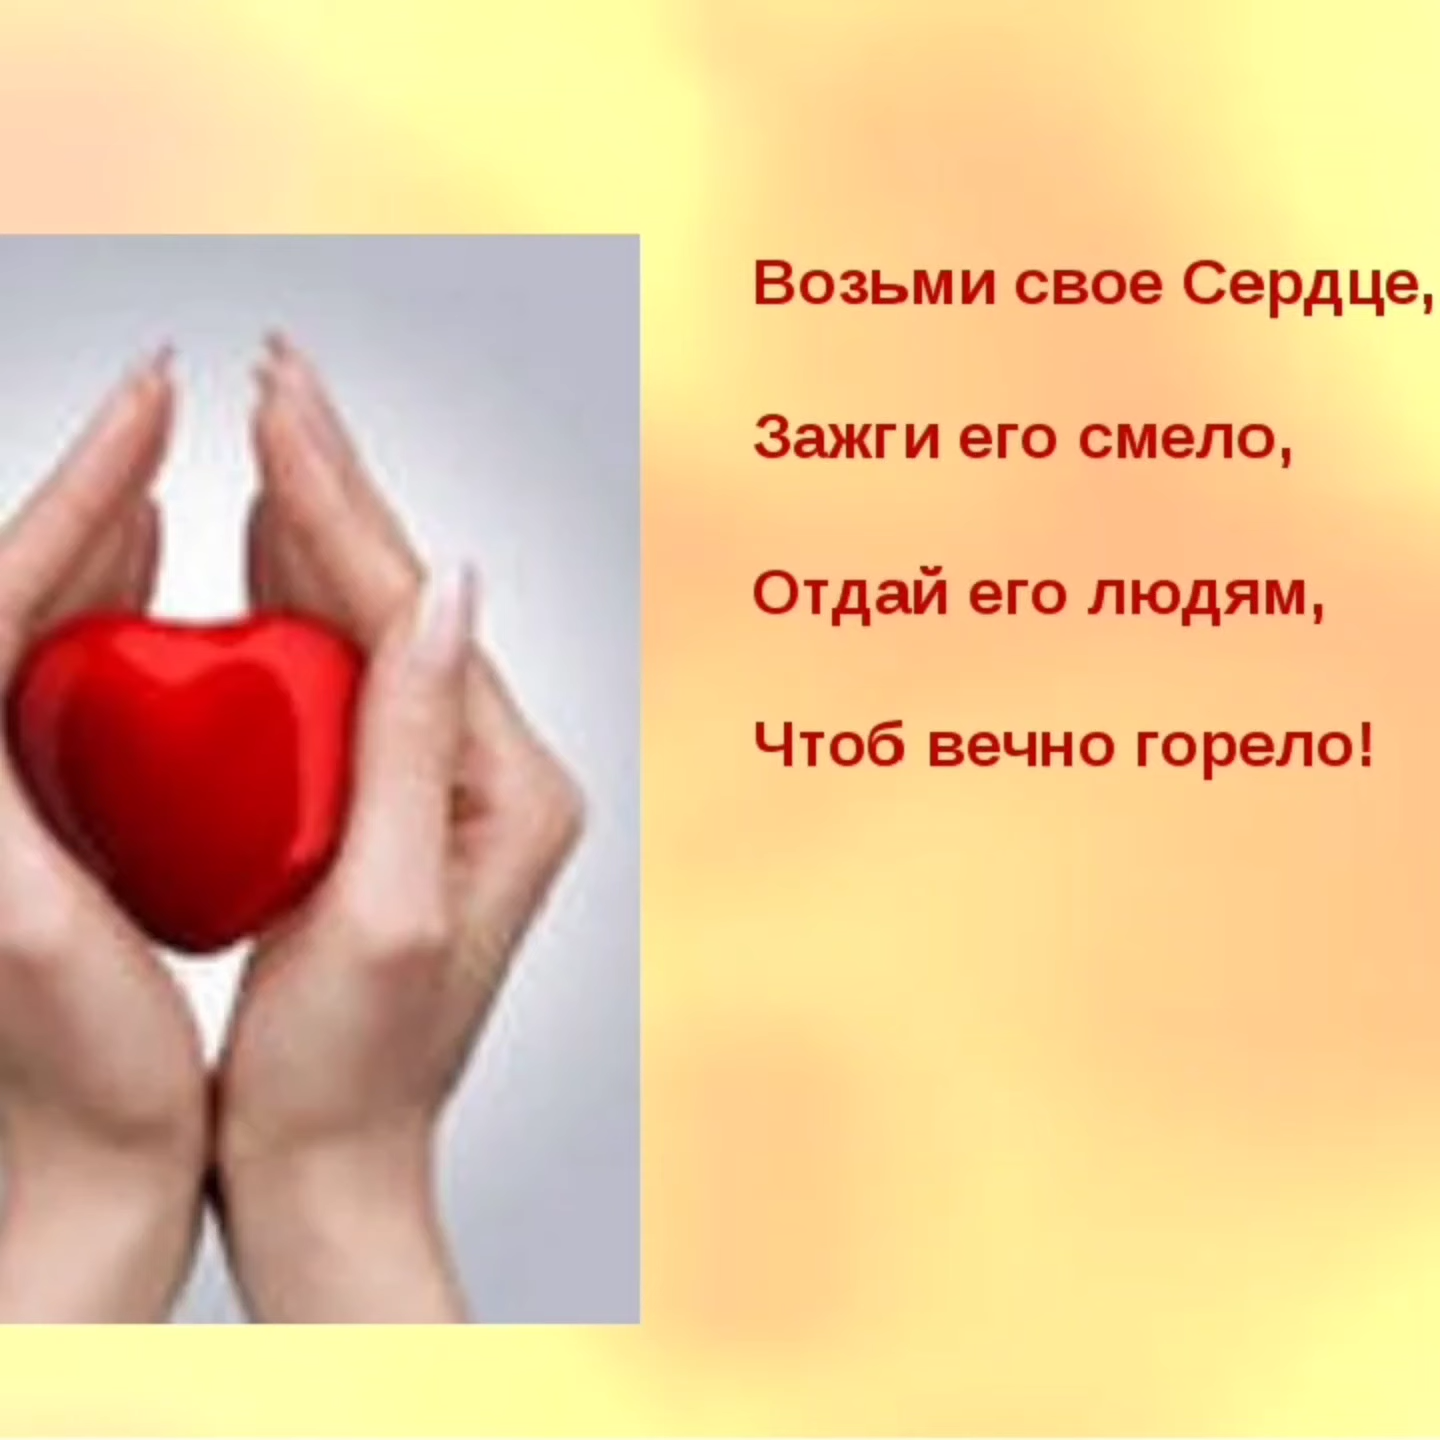 Возьми свое Сердце,
Зажги его смело,
Отдай его людям,
Чтоб вечно горело!